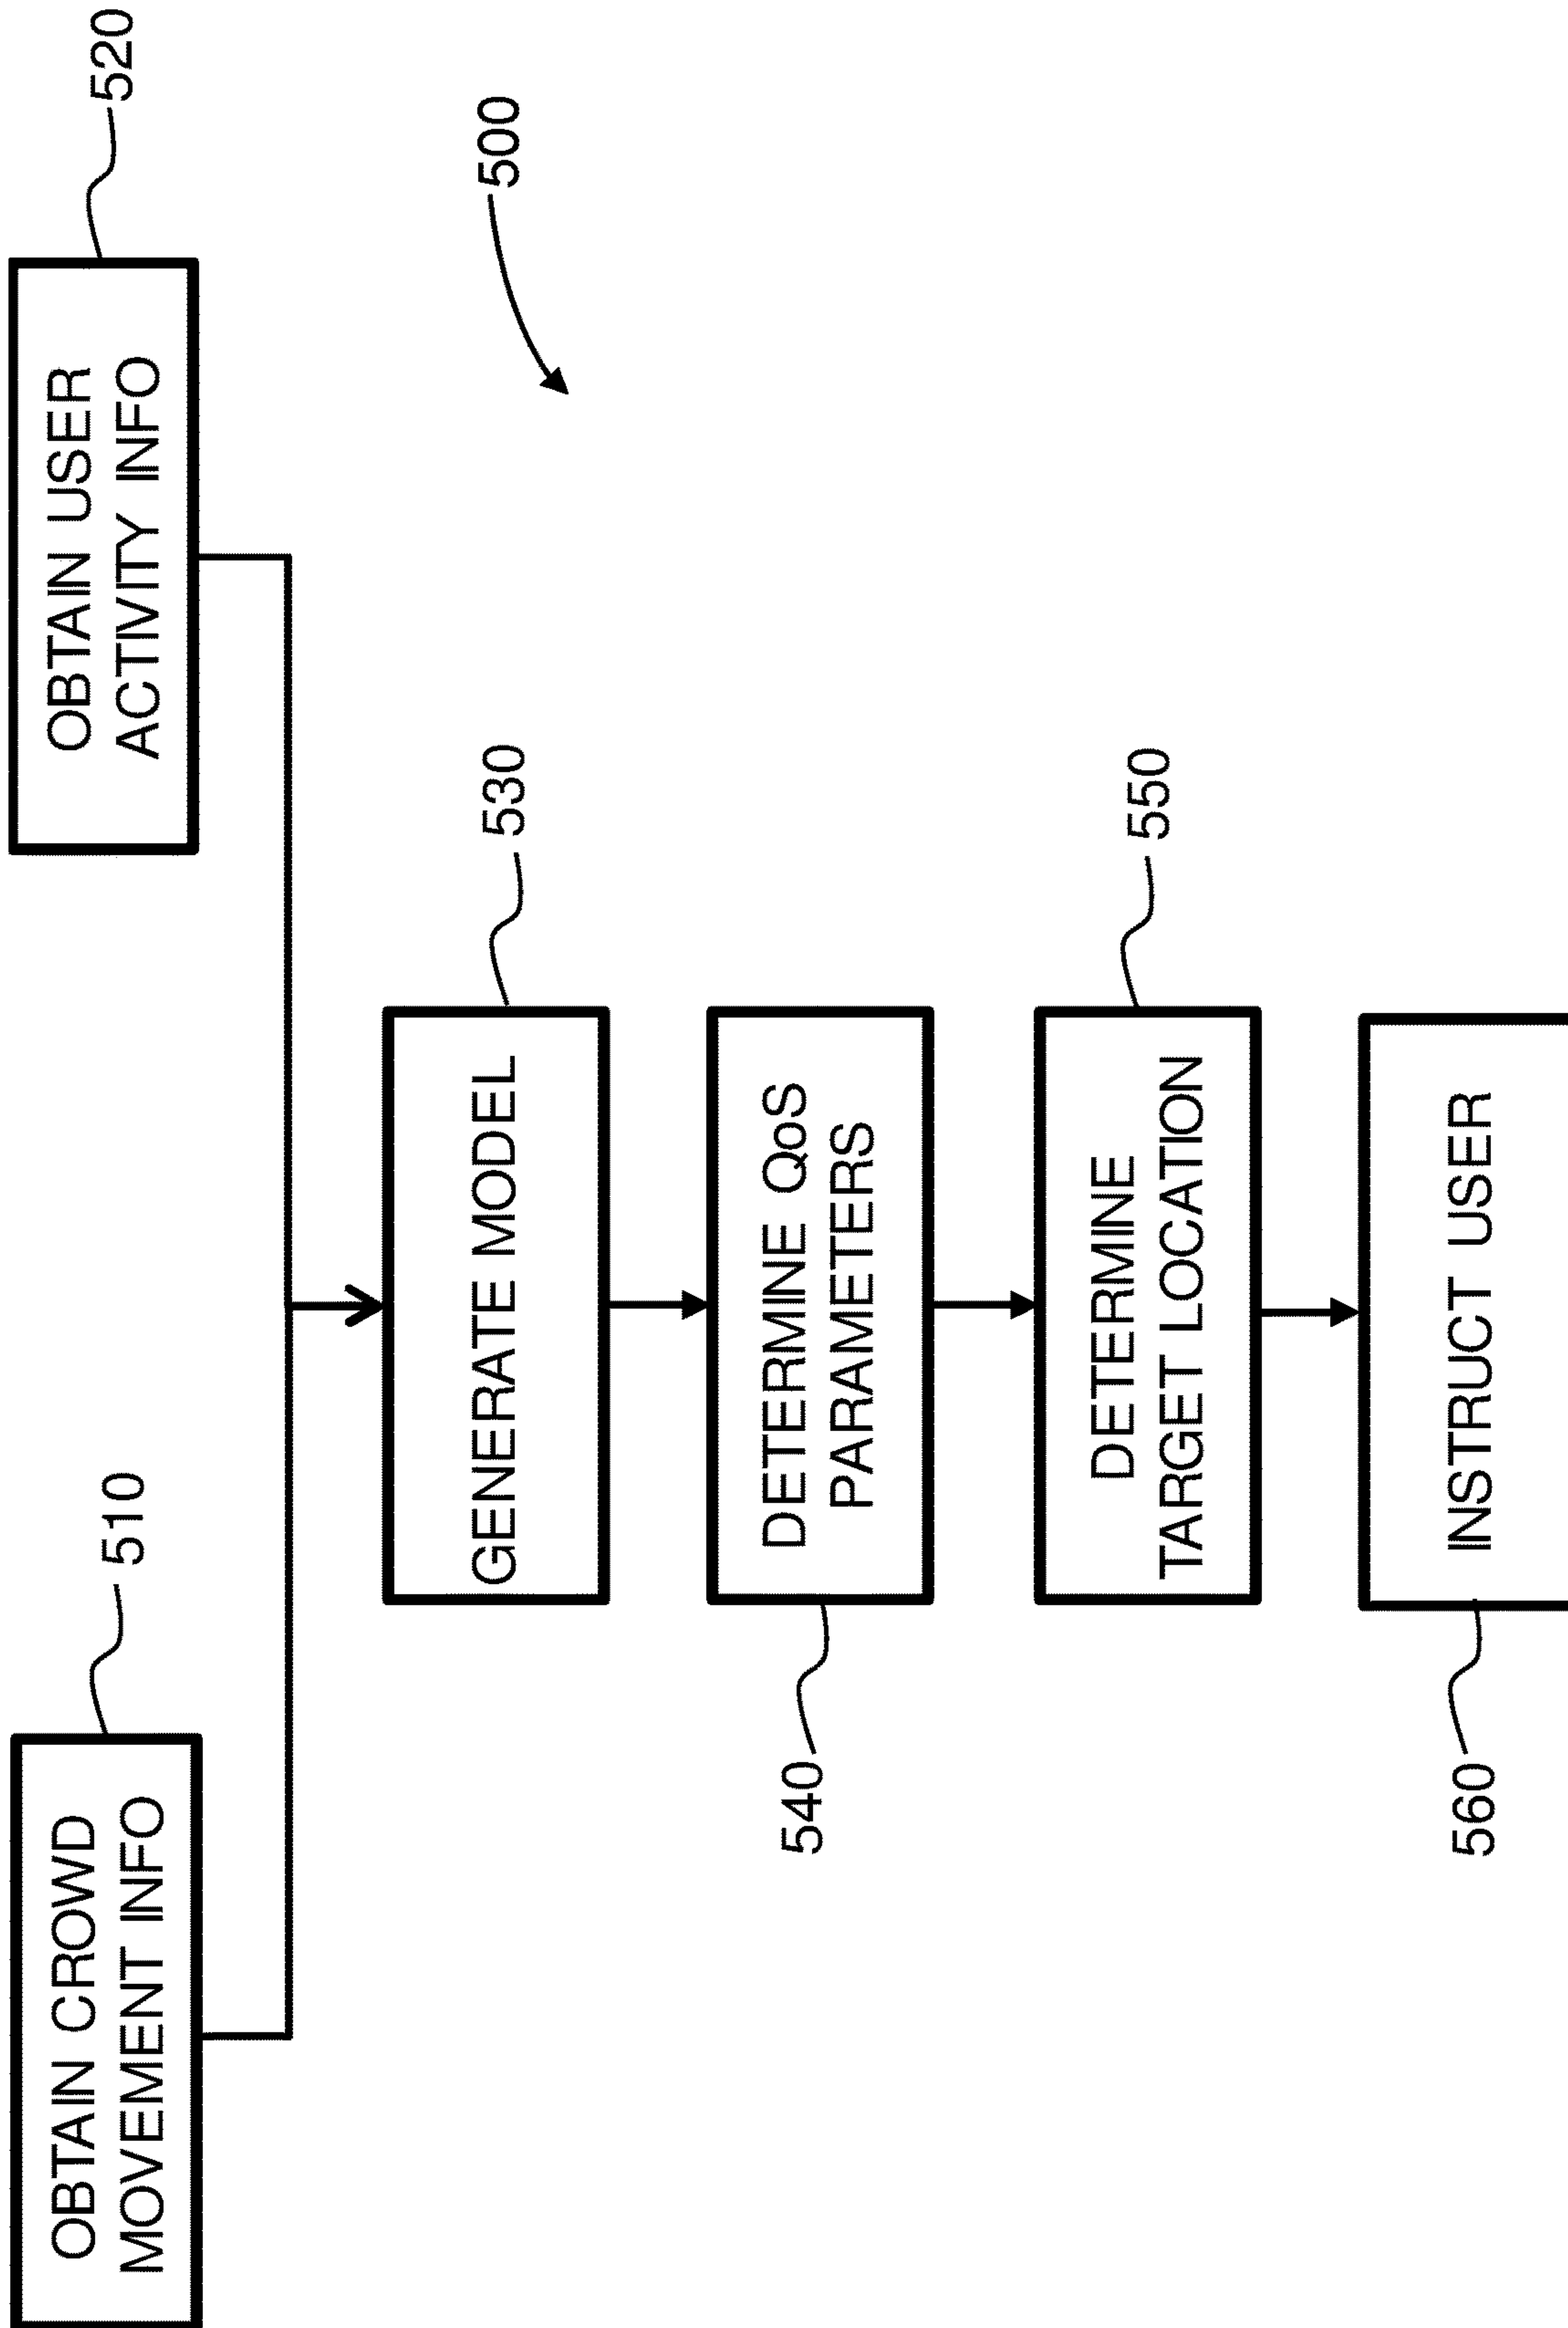 OBTAIN CROWD
MOVEMENT INFO
510
OBTAIN USER
ACTIVITY INFO
520
500
GENERATE MODEL
530
DETERMINE QoS
PARAMETERS
540
DETERMINE
TARGET LOCATION
550
INSTRUCT USER
560